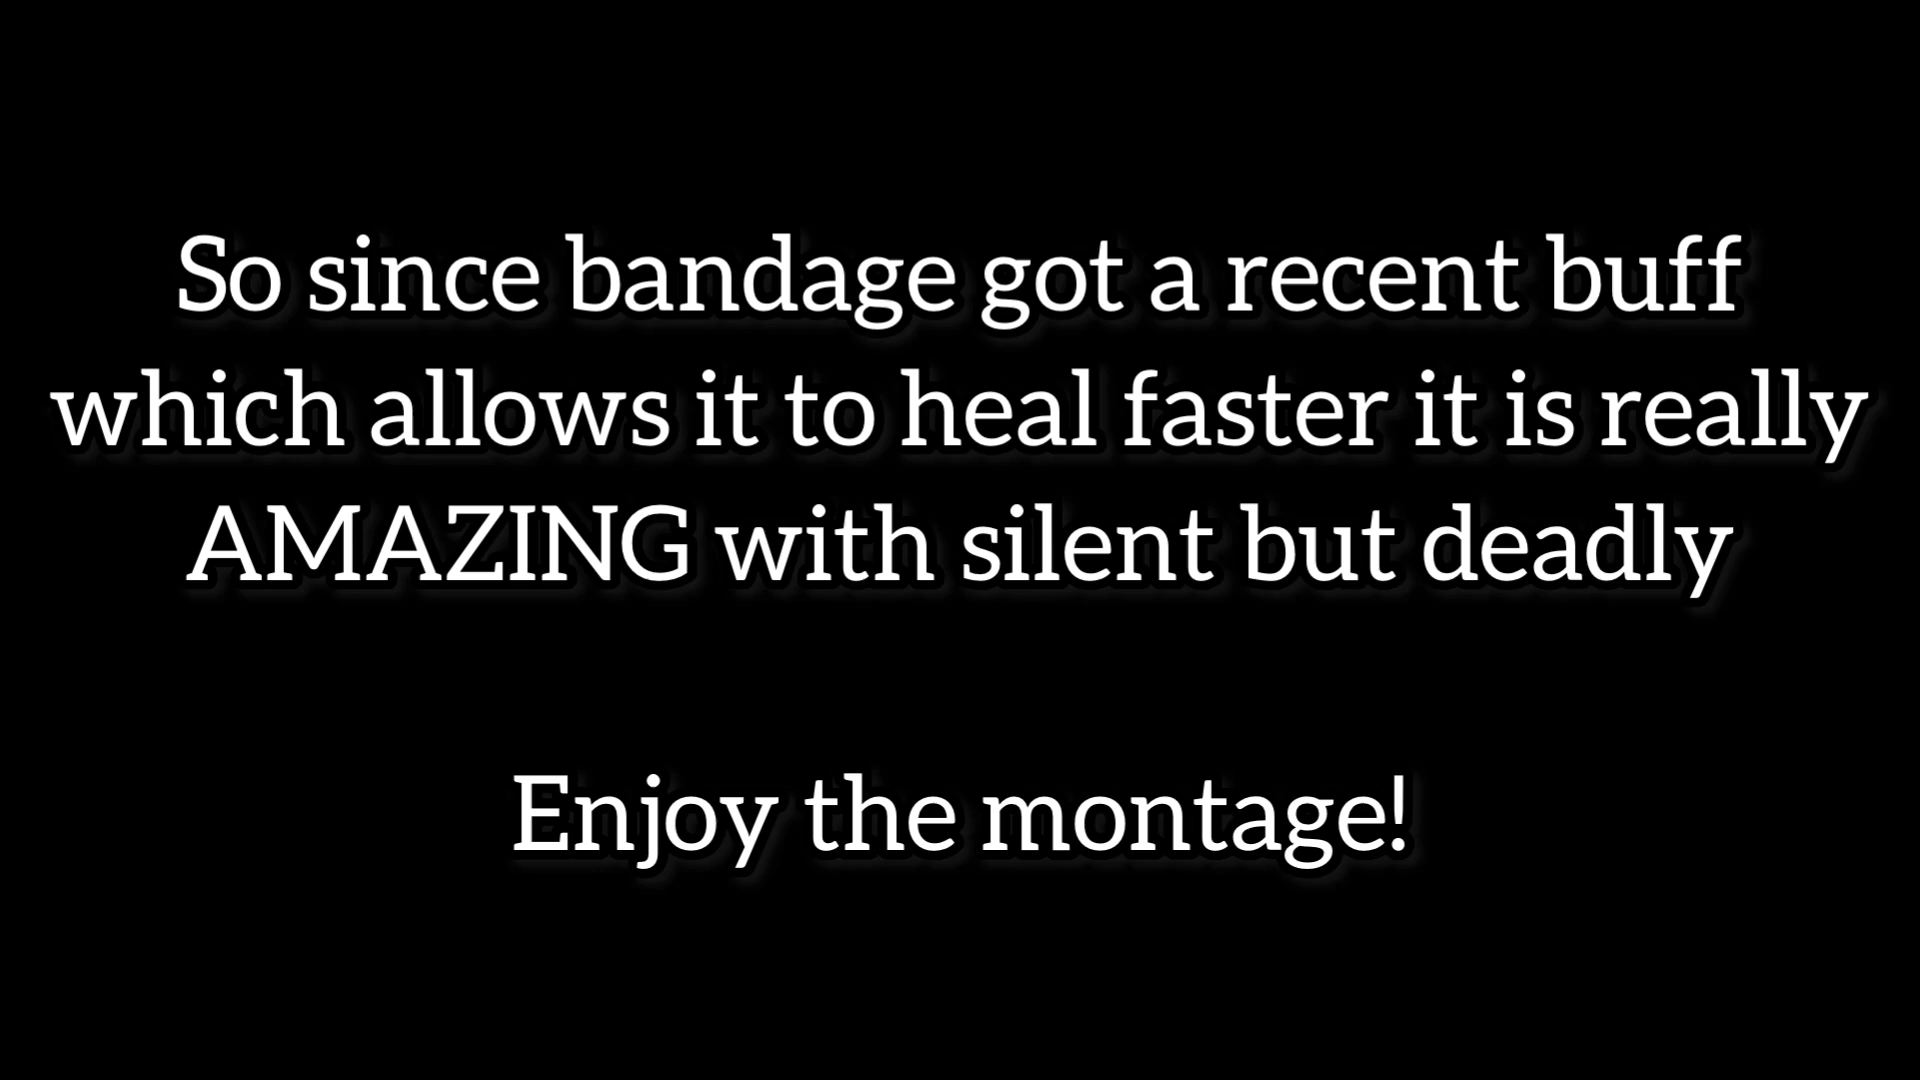 So since bandage got a recent buff
which allows it to heal faster it is really
AMAZING with silent but deadly
Enjoy the montage!